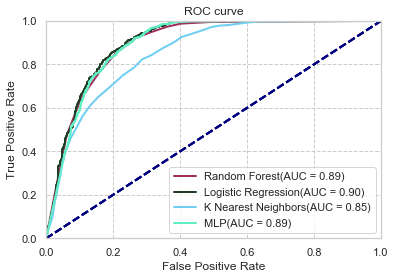 ROC curve
True Positive Rate
1.0
0.8
0.6
0.4
0.2
0.0
Random Forest(AUC = 0.89)
Logistic Regression(AUC = 0.90)
K Nearest Neighbors(AUC = 0.85)
MLP(AUC = 0.89)
0.0 0.2 0.4 0.6 0.8 1.0
False Positive Rate